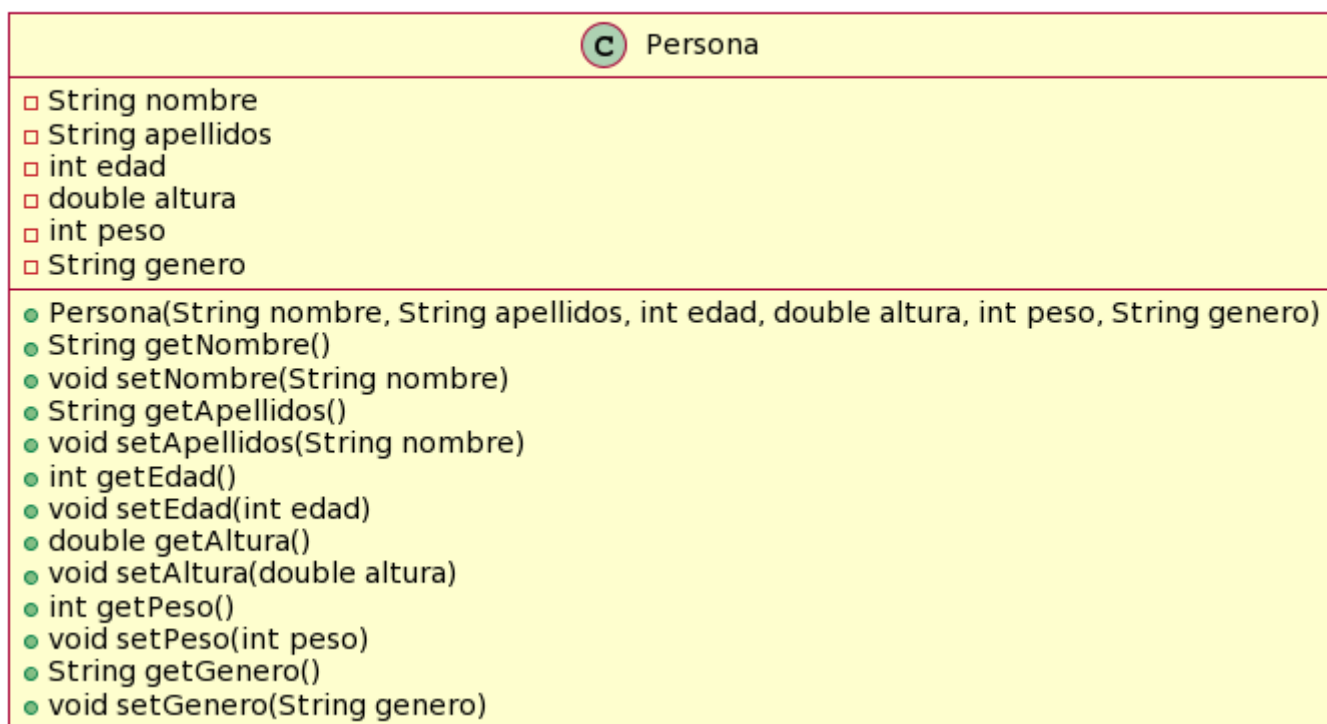 C Persona
String nombre
String apellidos
int edad
double altura
int peso
String genero
Persona(String nombre, String apellidos, int edad, double altura, int peso, String genero)
String getNombre()
void setNombre(String nombre)
String getApellidos()
void setApellidos(String nombre)
int getEdad()
void setEdad(int edad)
double getAltura()
void setAltura(double altura)
int getPeso()
void setPeso(int peso)
String getGenero()
void setGenero(String genero)